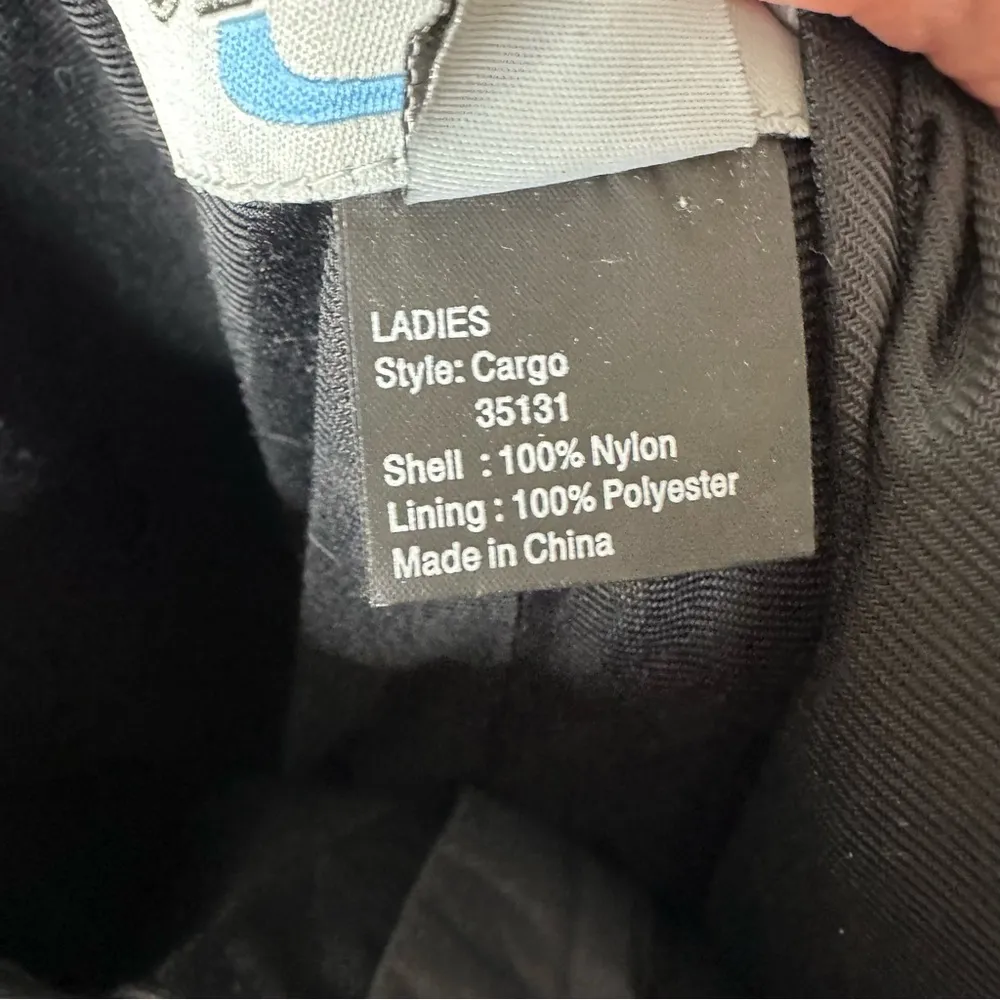 LADIES
Style: Cargo
35131
Shell : 100% Nylon
Lining : 100% Polyester
Made in China